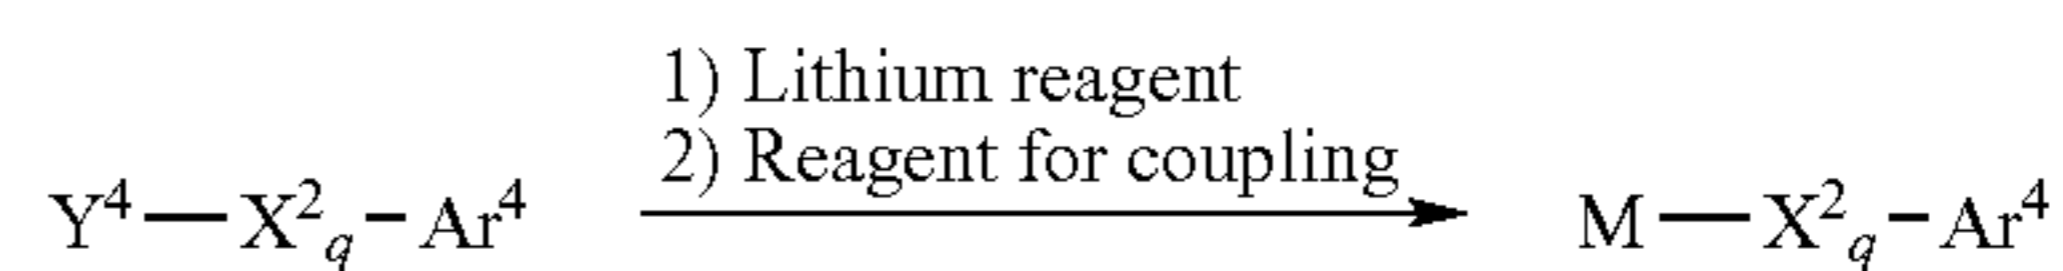 1) Lithium reagent
2) Reagent for coupling
Y⁴—X²q–Ar⁴ M—X²q–Ar⁴